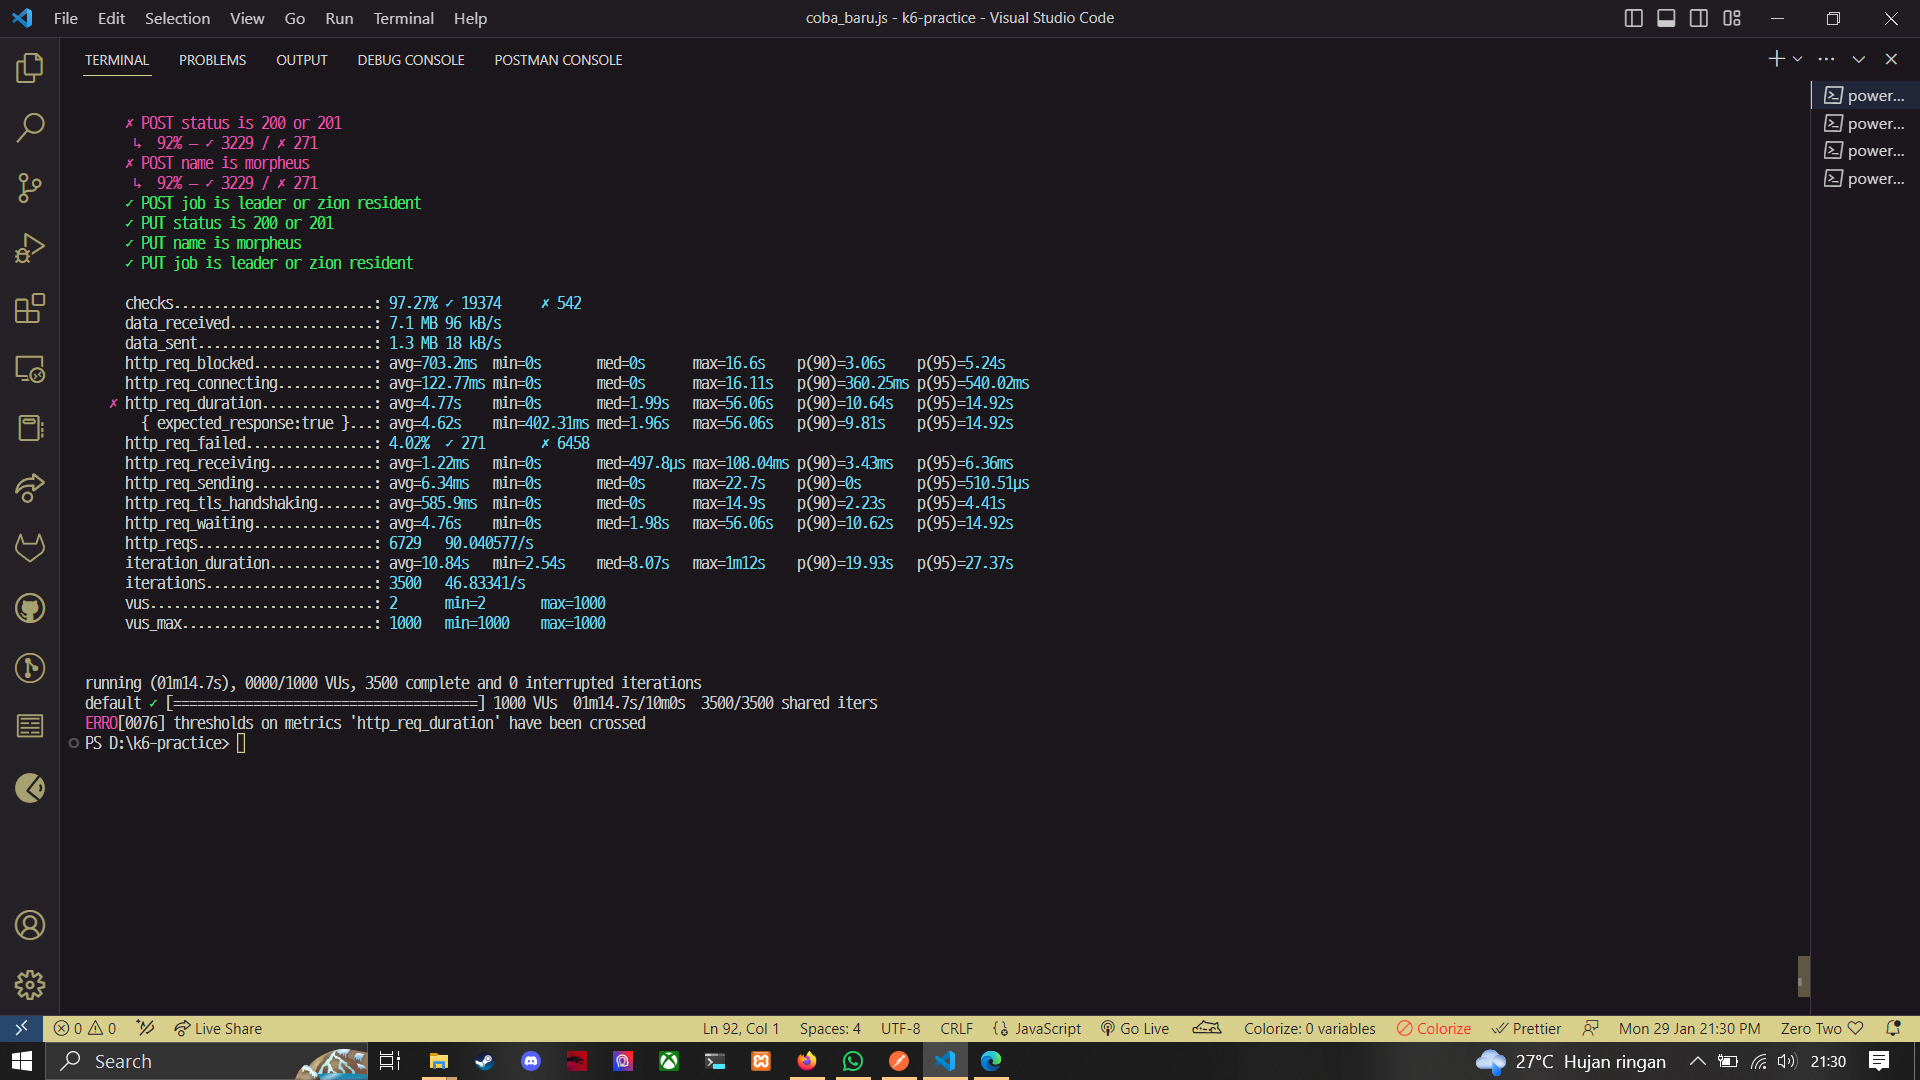 File Edit Selection View Go Run Terminal Help
coba_baru.js - k6-practice - Visual Studio Code
TERMINAL PROBLEMS OUTPUT DEBUG CONSOLE POSTMAN CONSOLE
power...
power...
power...
power...
✗ POST status is 200 or 201
↳ 92% — ✓ 3229 / ✗ 271
✗ POST name is morpheus
↳ 92% — ✓ 3229 / ✗ 271
✓ POST job is leader or zion resident
✓ PUT status is 200 or 201
✓ PUT name is morpheus
✓ PUT job is leader or zion resident
checks.........................: 97.27% ✓ 19374 ✗ 542
data_received..................: 7.1 MB 96 kB/s
data_sent......................: 1.3 MB 18 kB/s
http_req_blocked...............: avg=703.2ms min=0s med=0s max=16.6s p(90)=3.06s p(95)=5.24s
http_req_connecting............: avg=122.77ms min=0s med=0s max=16.11s p(90)=360.25ms p(95)=540.02ms
✗ http_req_duration..............: avg=4.77s min=0s med=1.99s max=56.06s p(90)=10.64s p(95)=14.92s
{ expected_response:true }...: avg=4.62s min=402.31ms med=1.96s max=56.06s p(90)=9.81s p(95)=14.92s
http_req_failed................: 4.02% ✓ 271 ✗ 6458
http_req_receiving.............: avg=1.22ms min=0s med=497.8µs max=108.04ms p(90)=3.43ms p(95)=6.36ms
http_req_sending...............: avg=6.34ms min=0s med=0s max=22.7s p(90)=0s p(95)=510.51µs
http_req_tls_handshaking.......: avg=585.9ms min=0s med=0s max=14.9s p(90)=2.23s p(95)=4.41s
http_req_waiting...............: avg=4.76s min=0s med=1.98s max=56.06s p(90)=10.62s p(95)=14.92s
http_reqs......................: 6729 90.040577/s
iteration_duration.............: avg=10.84s min=2.54s med=8.07s max=1m12s p(90)=19.93s p(95)=27.37s
iterations.....................: 3500 46.83341/s
vus............................: 2 min=2 max=1000
vus_max........................: 1000 min=1000 max=1000
running (01m14.7s), 0000/1000 VUs, 3500 complete and 0 interrupted iterations
default ✓ [======================================] 1000 VUs 01m14.7s/10m0s 3500/3500 shared iters
ERRO[0076] thresholds on metrics 'http_req_duration' have been crossed
PS D:\k6-practice>
0 0 Live Share Ln 92, Col 1 Spaces: 4 UTF-8 CRLF JavaScript Go Live Colorize: 0 variables Colorize Prettier Mon 29 Jan 21:30 PM Zero Two
Search 27°C Hujan ringan 21:30